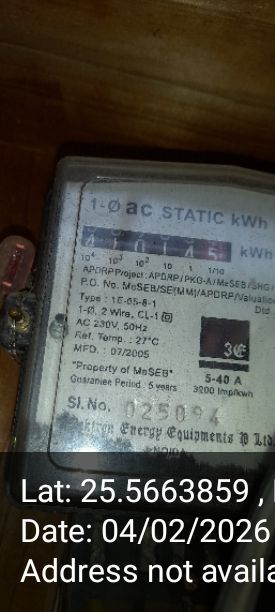 1-Ø ac STATIC kWh
kWh
10⁴ 10³ 10² 10 1 1/10
APDRP Project: APDRP/PKG-A/MeSEB/SHG
P.O. No. MeSEB/SE(MM)/APDRP/Valuation
Dtd
Type : 1E-05-8-1
1-Ø, 2 Wire, CL-1
AC 230V, 50Hz
Ref. Temp. : 27°C
MFD. : 07/2005
3E
"Property of MeSEB"
Guarantee Period : 5 years
5-40 A
3200 Imp/kwh
Sl. No. 025094
Energy Equipments P Ltd
NOIDA
Lat: 25.5663859 ,
Date: 04/02/2026
Address not availa